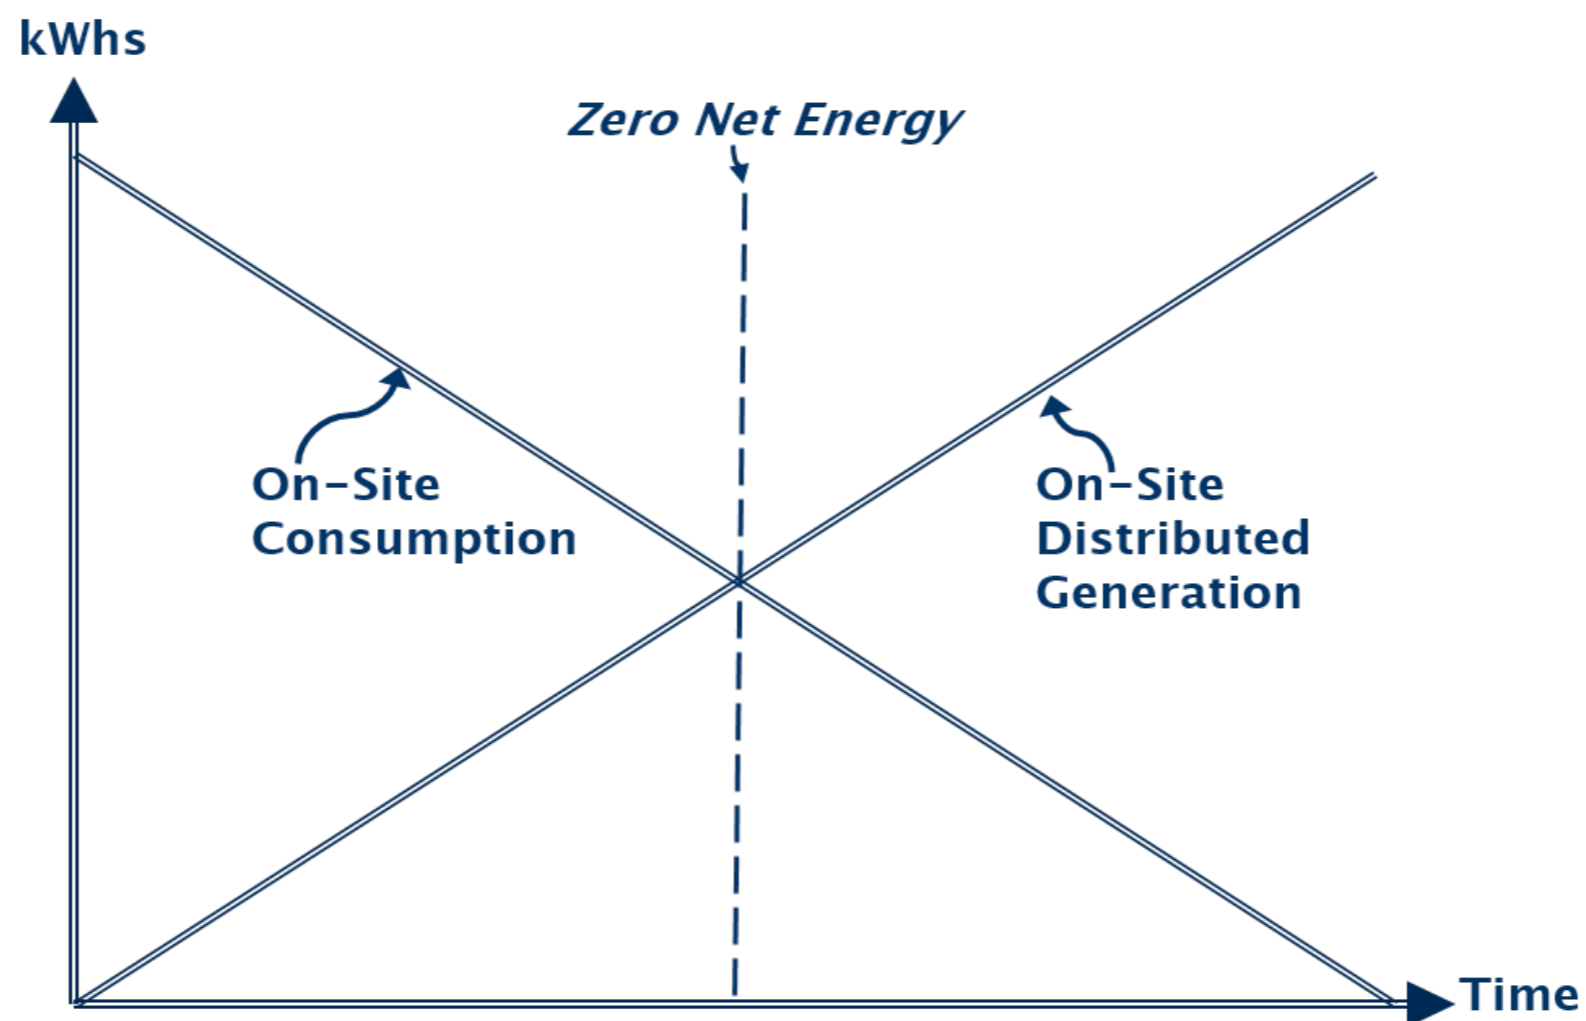 kWhs
Zero Net Energy
On-Site
Consumption
On-Site
Distributed
Generation
Time